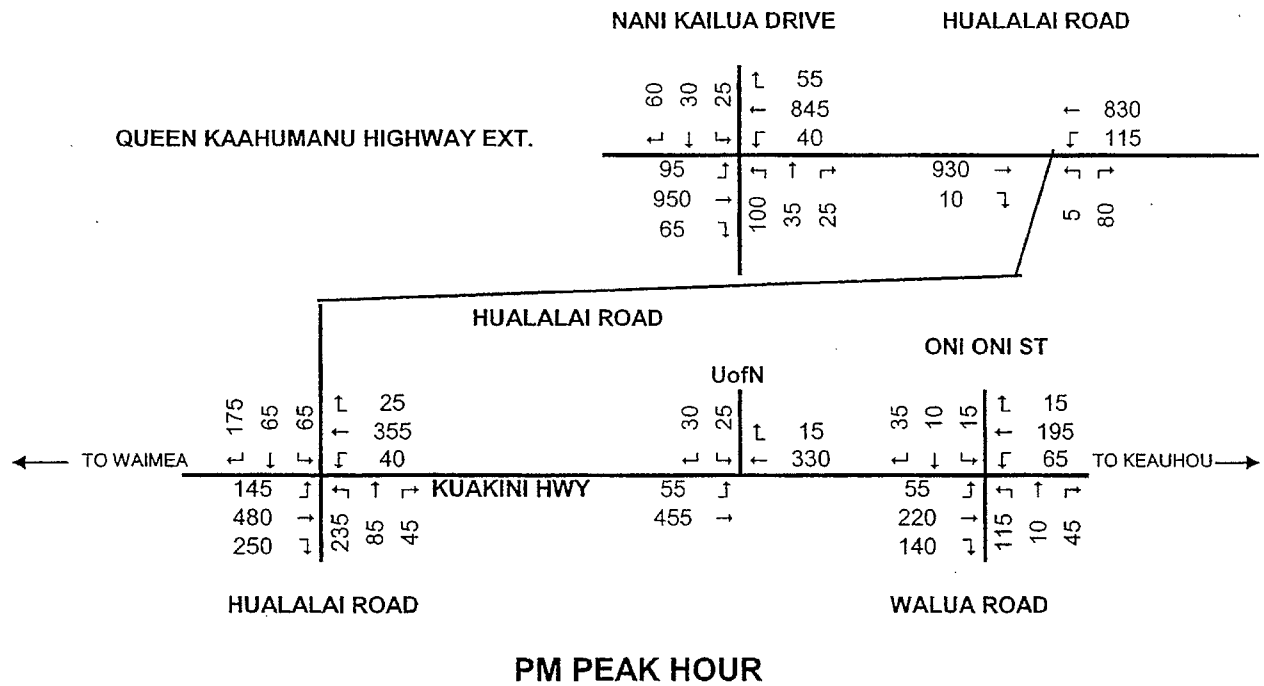 NANI KAILUA DRIVE HUALALAI ROAD
60 30 25 55
845 830
QUEEN KAAHUMANU HIGHWAY EXT. 40 115
95 930
950 100 35 25 10 5 80
65
HUALALAI ROAD
ONI ONI ST
UofN
175 65 65 25 30 25 35 10 15 15
355 15 195
TO WAIMEA 40 330 65 TO KEAUHOU
145 KUAKINI HWY 55 55
480 235 85 45 455 220 115 10 45
250 140
HUALALAI ROAD WALUA ROAD
PM PEAK HOUR